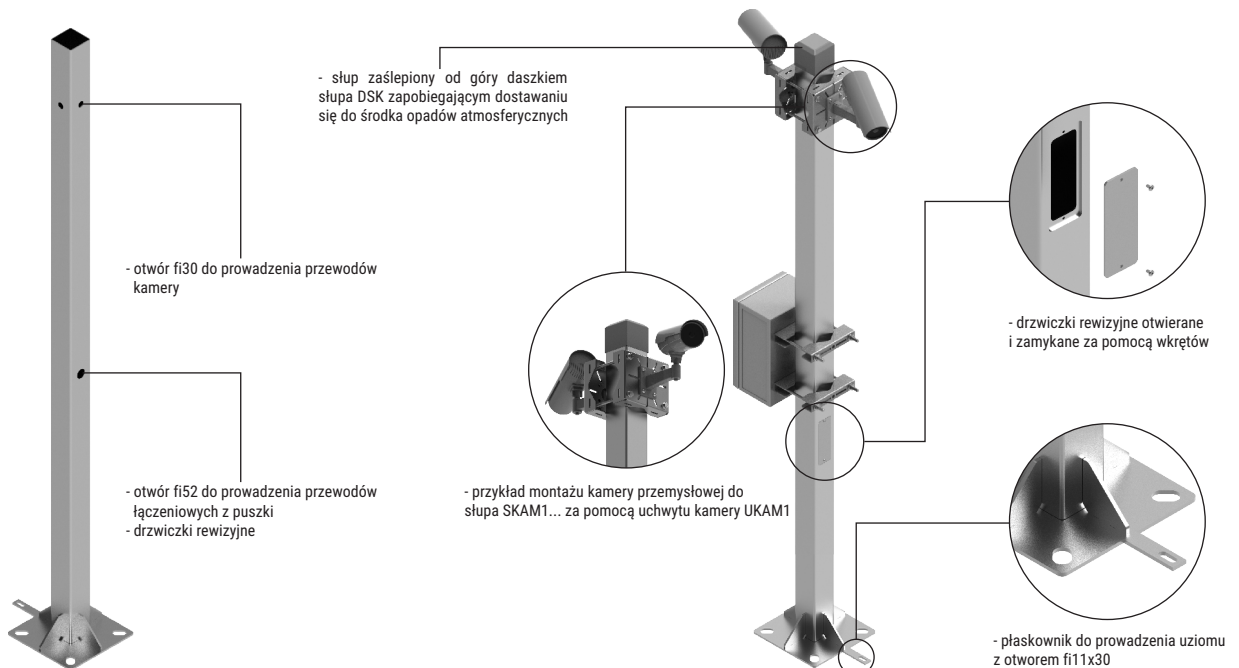 - słup zaślepiony od góry daszkiem
słupa DSK zapobiegającym dostawaniu
się do środka opadów atmosferycznych
- otwór fi30 do prowadzenia przewodów
kamery
- drzwiczki rewizyjne otwierane
i zamykane za pomocą wkrętów
- otwór fi52 do prowadzenia przewodów
łączeniowych z puszki
- drzwiczki rewizyjne
- przykład montażu kamery przemysłowej do
słupa SKAM1... za pomocą uchwytu kamery UKAM1
- płaskownik do prowadzenia uziomu
z otworem fi11x30